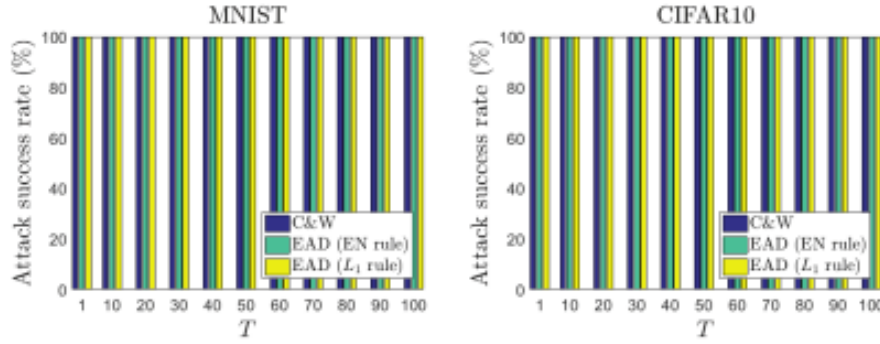 MNIST
Attack success rate (%)
100
80
60
40
20
0
C&W
EAD (EN rule)
EAD (L₁ rule)
1 10 20 30 40 50 60 70 80 90 100
T
CIFAR10
Attack success rate (%)
100
80
60
40
20
0
C&W
EAD (EN rule)
EAD (L₁ rule)
1 10 20 30 40 50 60 70 80 90 100
T